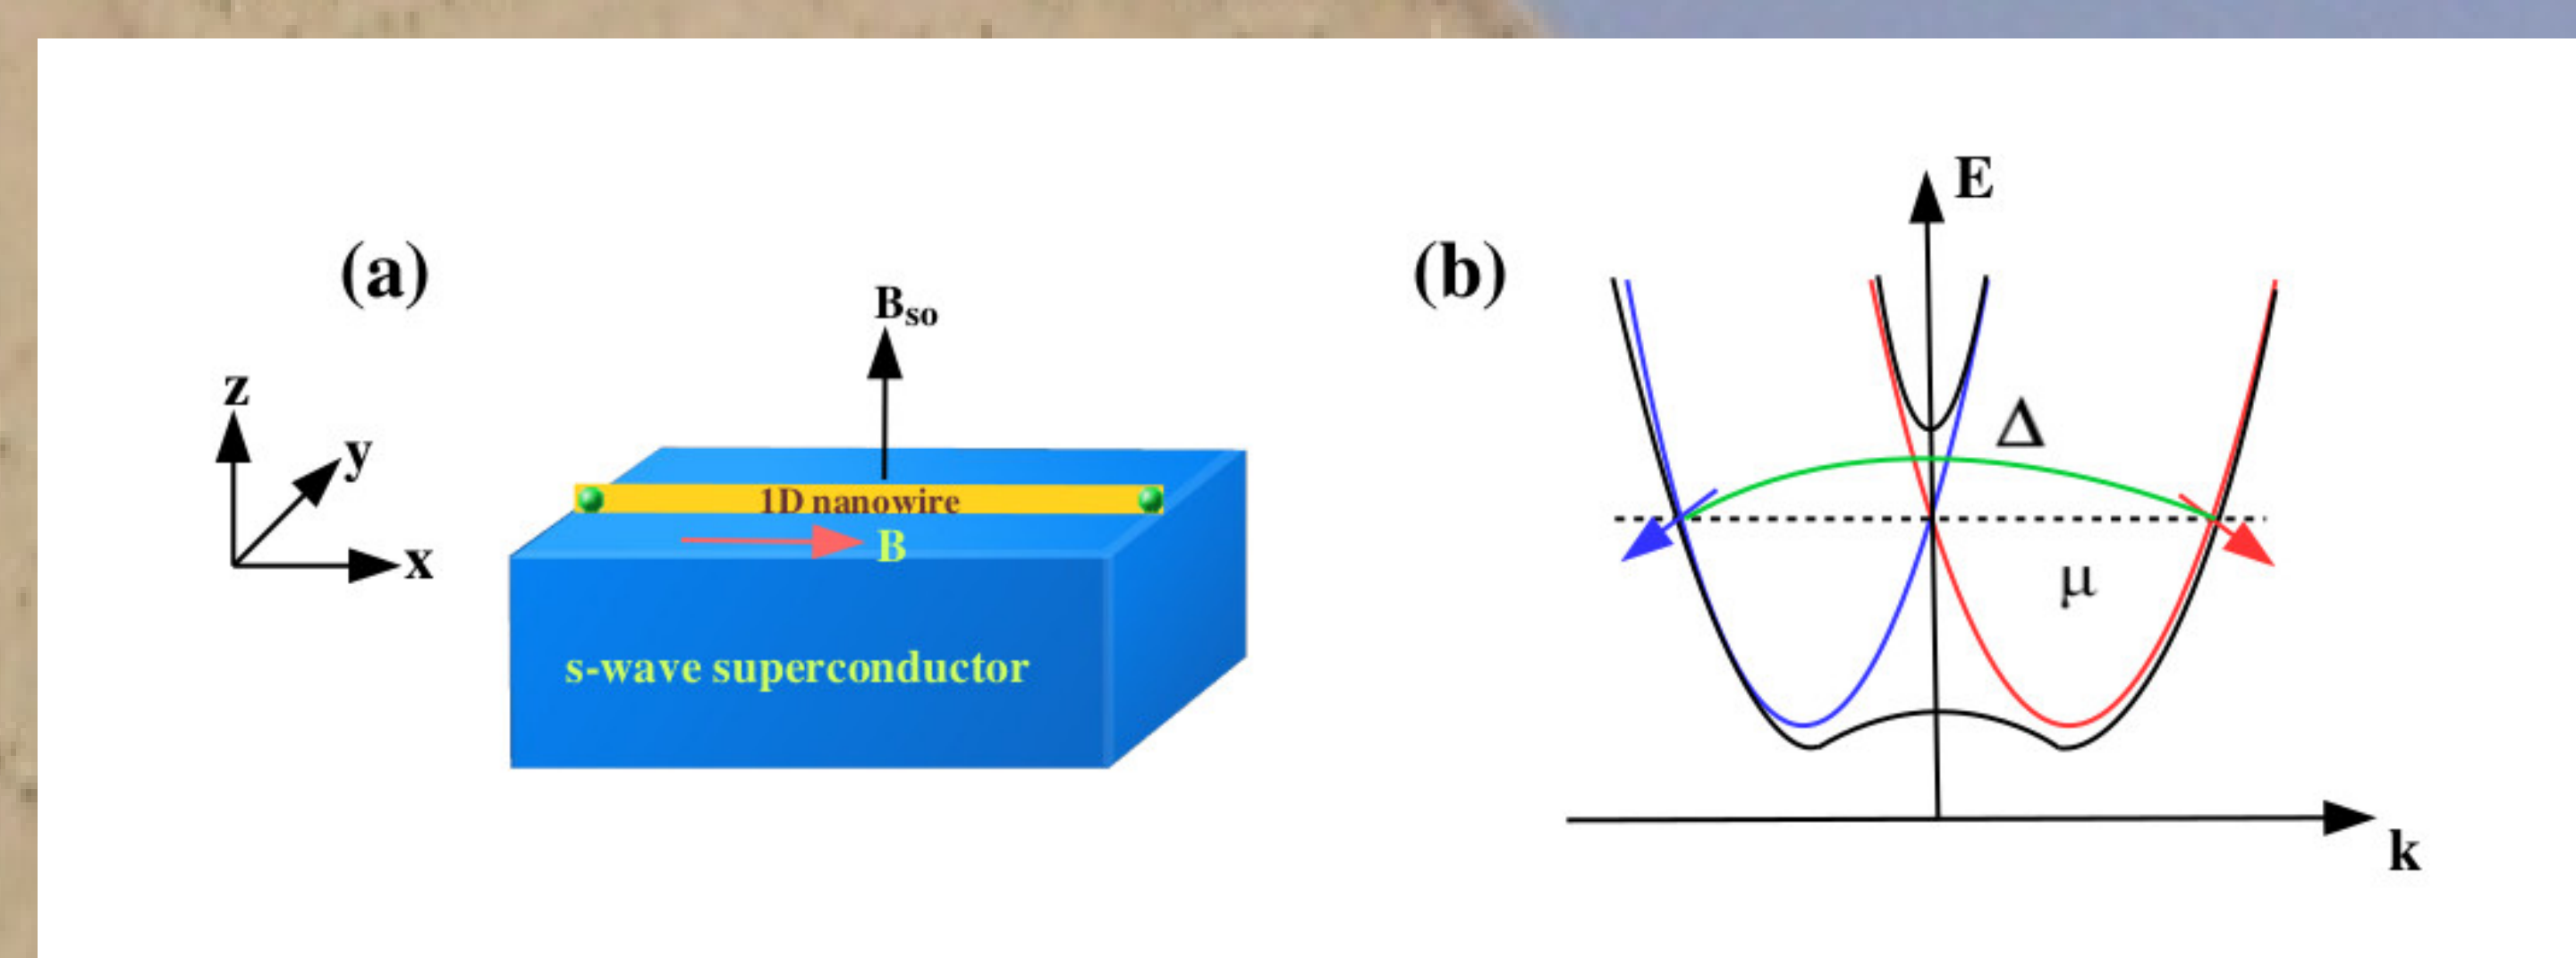 (a)
B_so
z
y
x
1D nanowire
B
s-wave superconductor
(b)
E
Δ
μ
k